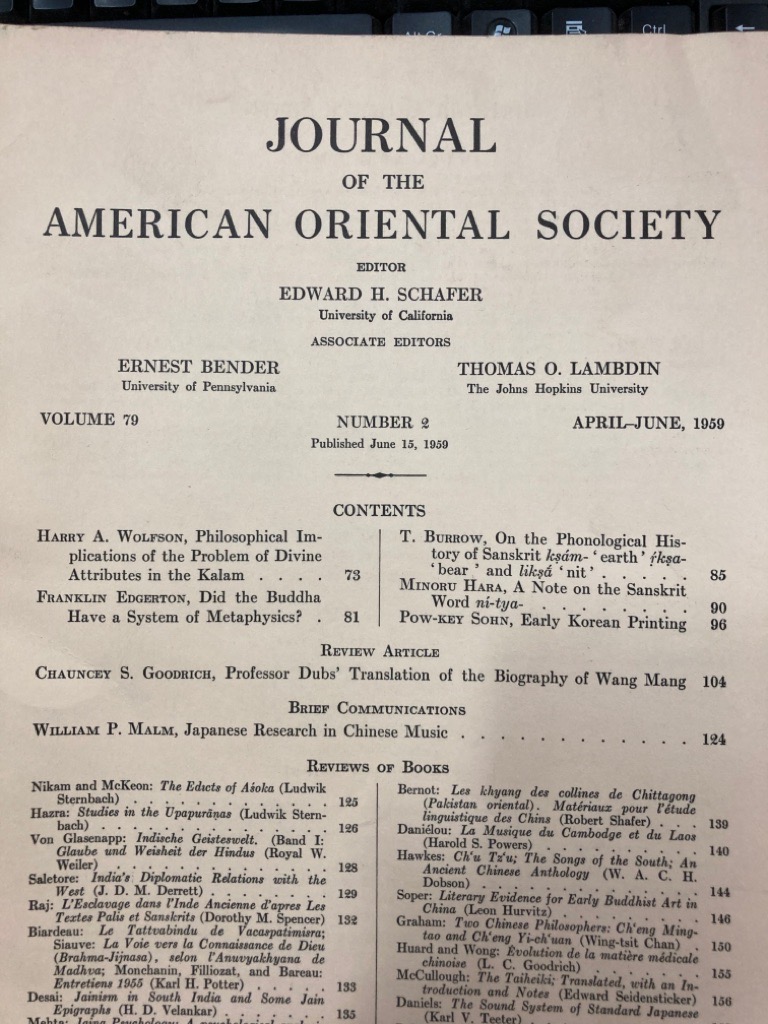 JOURNAL
OF THE
AMERICAN ORIENTAL SOCIETY
EDITOR
EDWARD H. SCHAFER
University of California
ASSOCIATE EDITORS
ERNEST BENDER
University of Pennsylvania
THOMAS O. LAMBDIN
The Johns Hopkins University
VOLUME 79
NUMBER 2
APRIL–JUNE, 1959
Published June 15, 1959
CONTENTS
HARRY A. WOLFSON, Philosophical Im-
plications of the Problem of Divine
Attributes in the Kalam . . . . 73
FRANKLIN EDGERTON, Did the Buddha
Have a System of Metaphysics? . 81
T. BURROW, On the Phonological His-
tory of Sanskrit kṣám- ‘earth’ ṛ́kṣa-
‘bear’ and likṣā́ ‘nit’ . . . . . 85
MINORU HARA, A Note on the Sanskrit
Word ní-tya- . . . . . . . . 90
POW-KEY SOHN, Early Korean Printing 96
REVIEW ARTICLE
CHAUNCEY S. GOODRICH, Professor Dubs’ Translation of the Biography of Wang Mang 104
BRIEF COMMUNICATIONS
WILLIAM P. MALM, Japanese Research in Chinese Music . . . . . . . . . . . . 124
REVIEWS OF BOOKS
Nikam and McKeon: The Edicts of Aśoka (Ludwik
Sternbach) . . . . . . . . . . . 125
Hazra: Studies in the Upapurāṇas (Ludwik Stern-
bach) . . . . . . . . . . . . 126
Von Glasenapp: Indische Geisteswelt. (Band I:
Glaube und Weisheit der Hindus (Royal W.
Weiler) . . . . . . . . . . . . 128
Saletore: India's Diplomatic Relations with the
West (J. D. M. Derrett) . . . . . . . 129
Raj: L'Esclavage dans l'Inde Ancienne d'apres Les
Textes Palis et Sanskrits (Dorothy M. Spencer) 132
Biardeau: Le Tattvabindu de Vacaspatimisra;
Siauve: La Voie vers la Connaissance de Dieu
(Brahma-Jijnasa), selon l'Anuvyakhyana de
Madhva; Monchanin, Filliozat, and Bareau:
Entretiens 1955 (Karl H. Potter) . . . . . 133
Desai: Jainism in South India and Some Jain
Epigraphs (H. D. Velankar) . . . . . . 135
Bernot: Les khyang des collines de Chittagong
(Pakistan oriental). Matériaux pour l'étude
linguistique des Chins (Robert Shafer) . . . 139
Daniélou: La Musique du Cambodge et du Laos
(Harold S. Powers) . . . . . . . . 140
Hawkes: Ch'u Tz'u; The Songs of the South; An
Ancient Chinese Anthology (W. A. C. H.
Dobson) . . . . . . . . . . . 144
Soper: Literary Evidence for Early Buddhist Art in
China (Leon Hurvitz) . . . . . . . . 146
Graham: Two Chinese Philosophers: Ch'eng Ming-
tao and Ch'eng Yi-ch'uan (Wing-tsit Chan) . 150
Huard and Wong: Evolution de la matière médicale
chinoise (L. C. Goodrich) . . . . . . 155
McCullough: The Taiheiki; Translated, with an In-
troduction and Notes (Edward Seidensticker) 156
Daniels: The Sound System of Standard Japanese
(Karl V. Teeter)